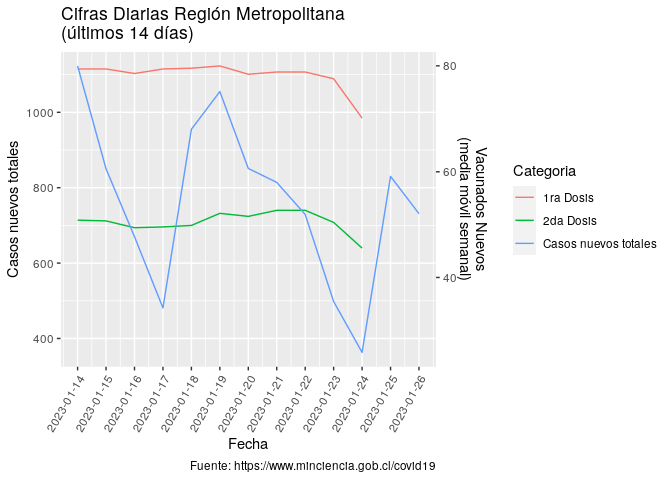 Cifras Diarias Región Metropolitana
(últimos 14 días)
1000
800
600
400
Casos nuevos totales
80
60
40
Vacunados Nuevos
(media móvil semanal)
2023-01-14
2023-01-15
2023-01-16
2023-01-17
2023-01-18
2023-01-19
2023-01-20
2023-01-21
2023-01-22
2023-01-23
2023-01-24
2023-01-25
2023-01-26
Fecha
Categoria
1ra Dosis
2da Dosis
Casos nuevos totales
Fuente: https://www.minciencia.gob.cl/covid19